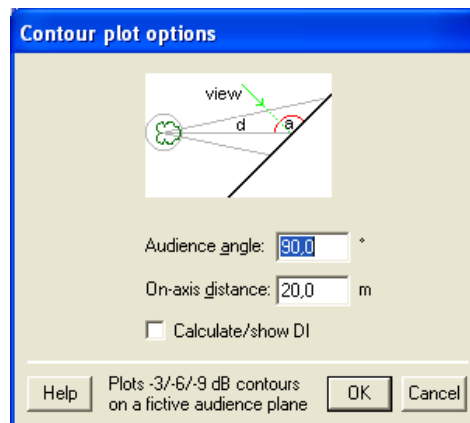 Contour plot options
view
d
a
Audience angle: 90,0 °
On-axis distance: 20,0 m
Calculate/show DI
Help
Plots -3/-6/-9 dB contours
on a fictive audience plane
OK
Cancel